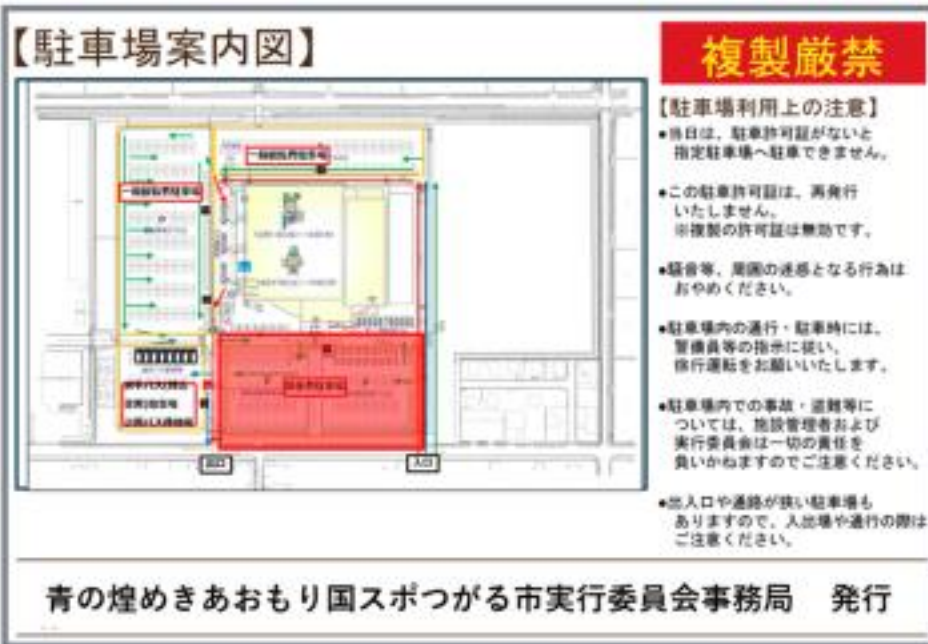 【駐車場案内図】
複製厳禁
【駐車場利用上の注意】
●当日は、駐車許可証がないと
指定駐車場へ駐車できません。
●この駐車許可証は、再発行
いたしません。
※複製の許可証は無効です。
●騒音等、周囲の迷惑となる行為は
おやめください。
●駐車場内の通行・駐車時には、
警備員等の指示に従い、
徐行運転をお願いいたします。
●駐車場内での事故・盗難等に
ついては、施設管理者および
実行委員会は一切の責任を
負いかねますのでご注意ください。
●出入口や通路が狭い駐車場も
ありますので、入出場や通行の際は
ご注意ください。
出口
入口
青の煌めきあおもり国スポつがる市実行委員会事務局 発行